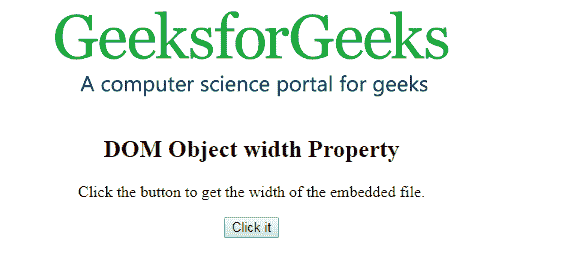 GeeksforGeeks
A computer science portal for geeks
DOM Object width Property
Click the button to get the width of the embedded file.
Click it